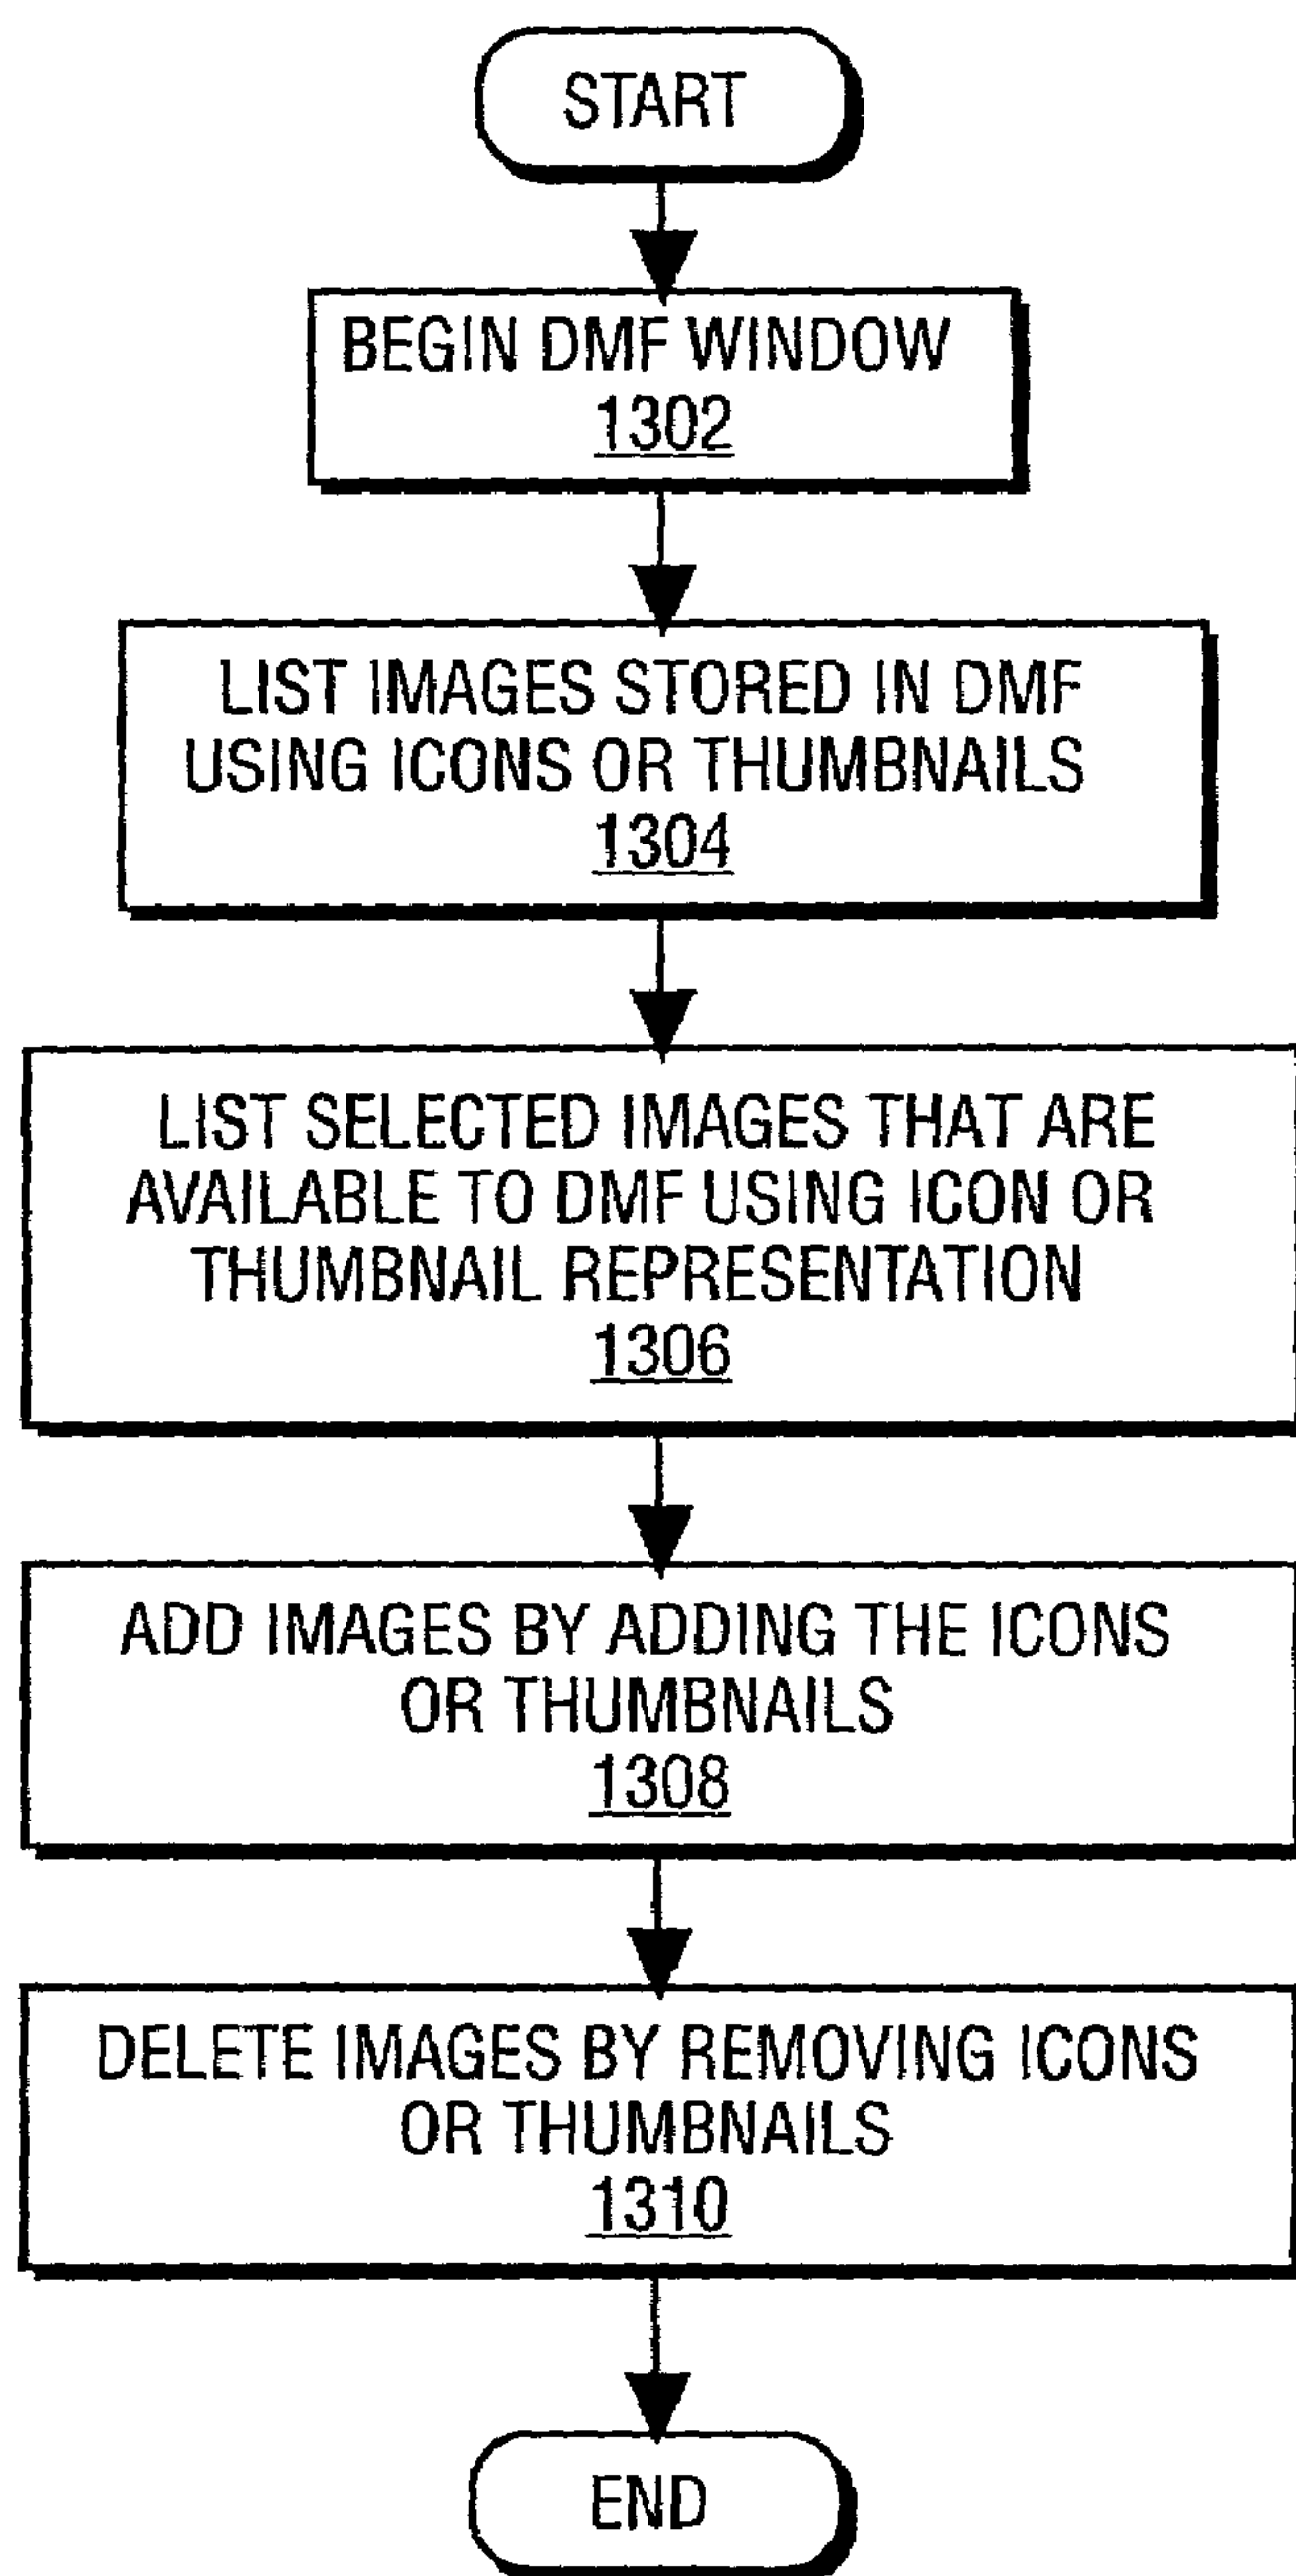 START
BEGIN DMF WINDOW
1302
LIST IMAGES STORED IN DMF
USING ICONS OR THUMBNAILS
1304
LIST SELECTED IMAGES THAT ARE
AVAILABLE TO DMF USING ICON OR
THUMBNAIL REPRESENTATION
1306
ADD IMAGES BY ADDING THE ICONS
OR THUMBNAILS
1308
DELETE IMAGES BY REMOVING ICONS
OR THUMBNAILS
1310
END